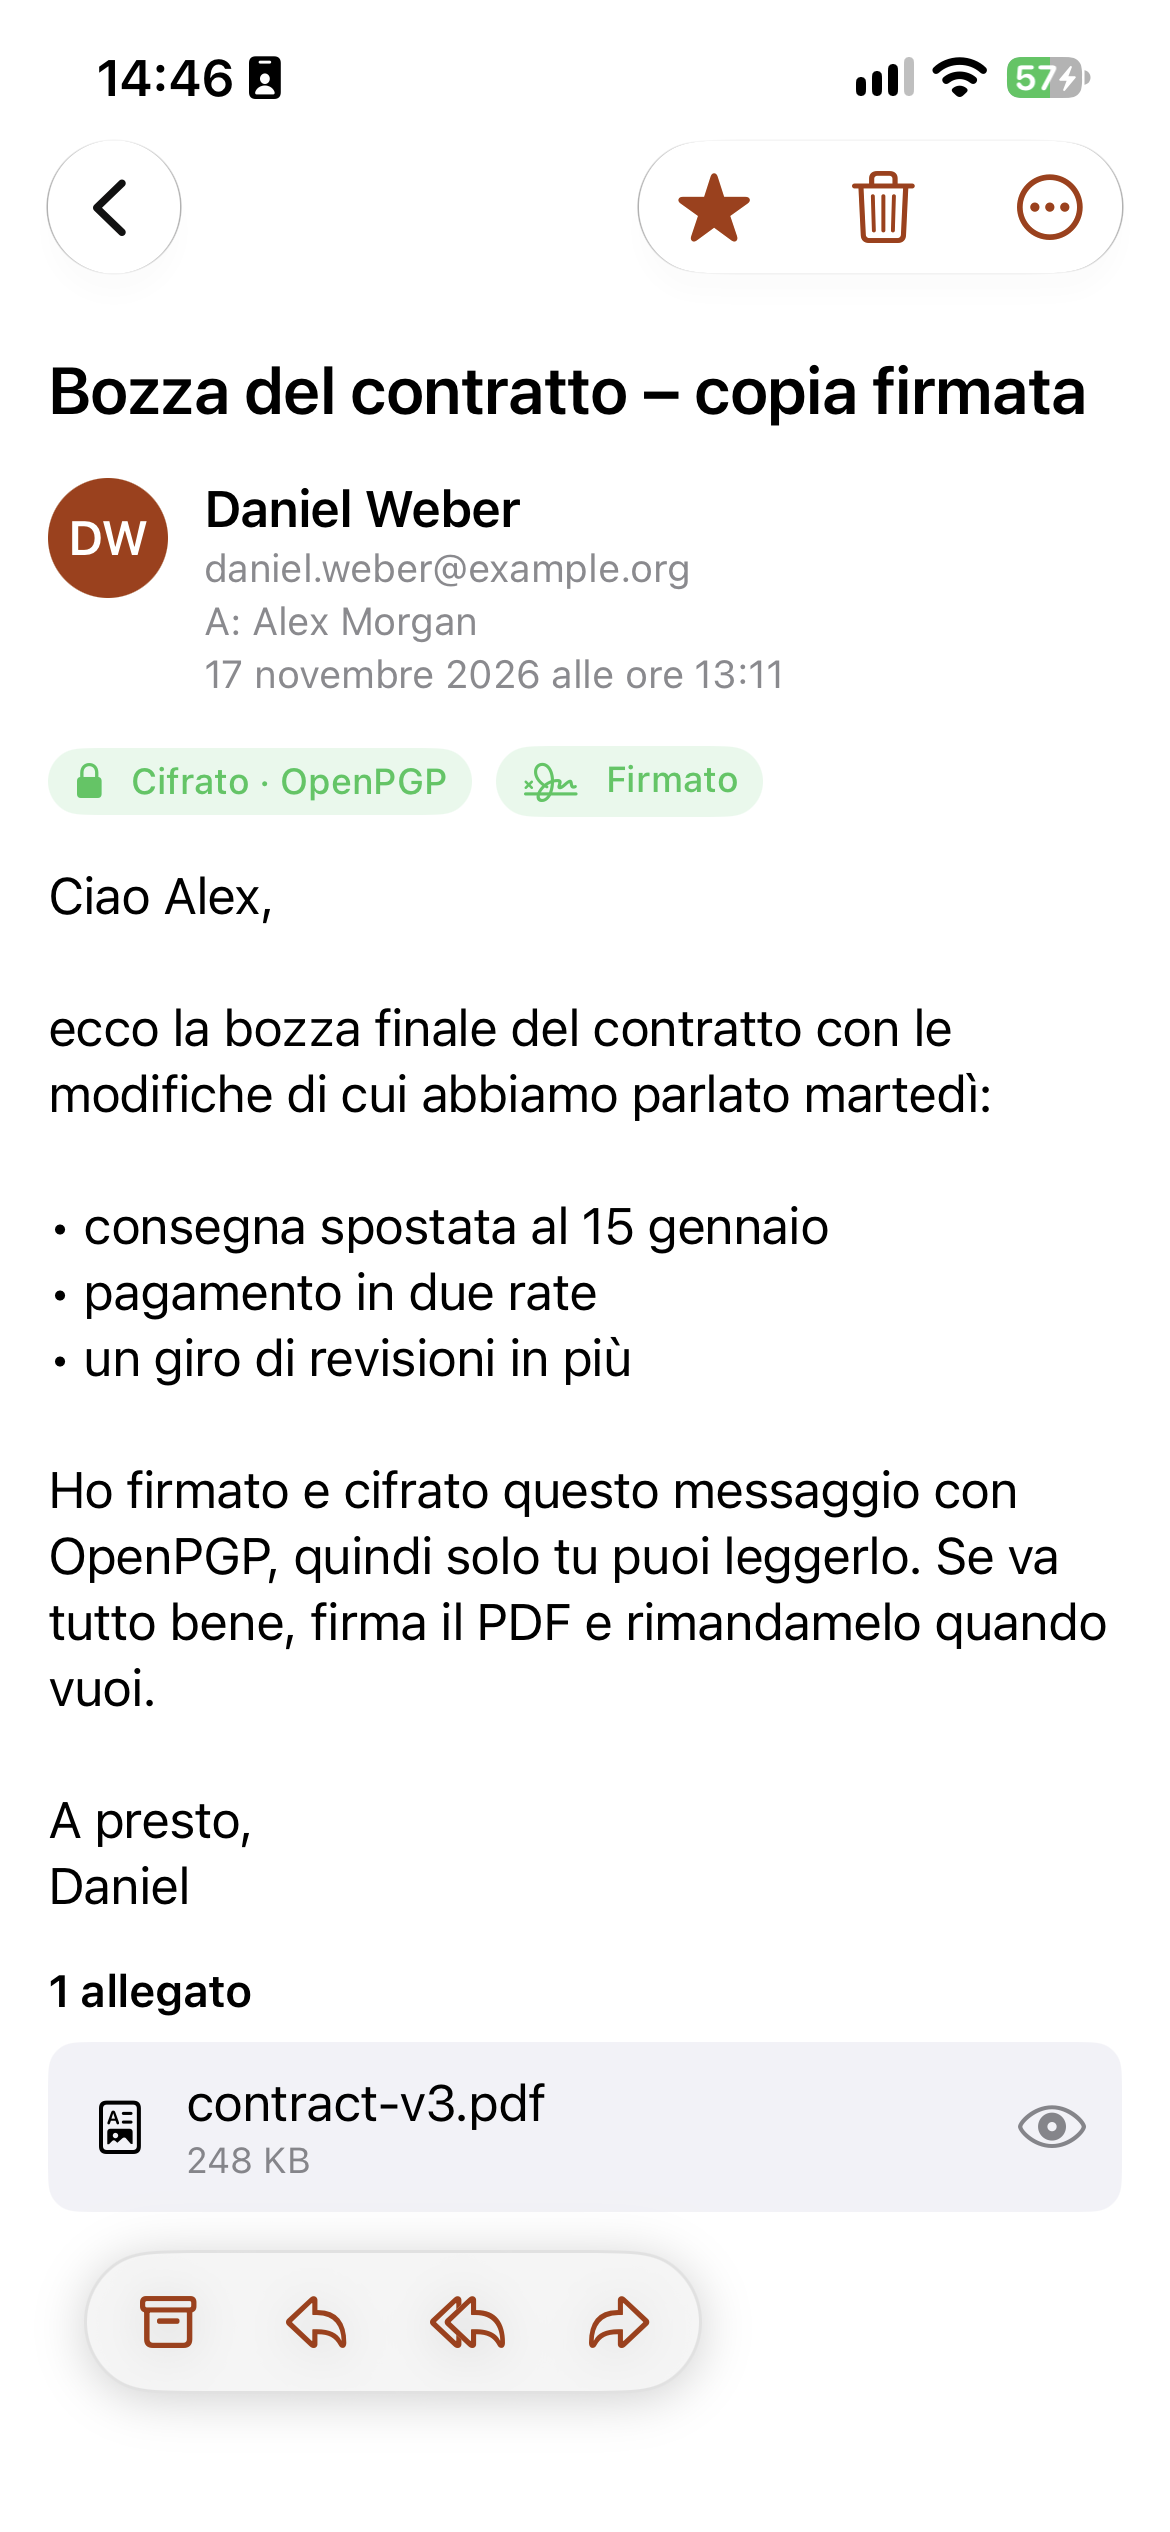 14:46
57
Bozza del contratto – copia firmata
DW
Daniel Weber
daniel.weber@example.org
A: Alex Morgan
17 novembre 2026 alle ore 13:11
Cifrato · OpenPGP
Firmato
Ciao Alex,
ecco la bozza finale del contratto con le
modifiche di cui abbiamo parlato martedì:
• consegna spostata al 15 gennaio
• pagamento in due rate
• un giro di revisioni in più
Ho firmato e cifrato questo messaggio con
OpenPGP, quindi solo tu puoi leggerlo. Se va
tutto bene, firma il PDF e rimandamelo quando
vuoi.
A presto,
Daniel
1 allegato
contract-v3.pdf
248 KB